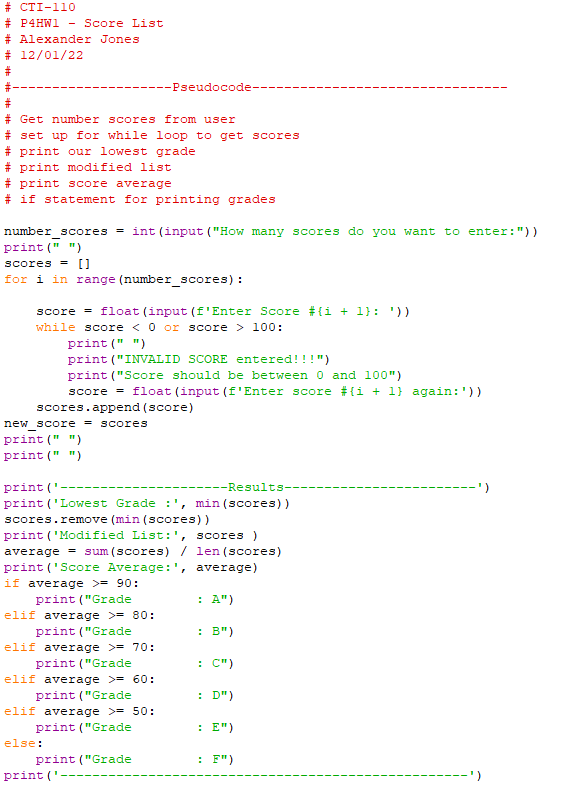 # CTI-110
# P4HW1 - Score List
# Alexander Jones
# 12/01/22
#
#--------------------Pseudocode--------------------------------
#
# Get number scores from user
# set up for while loop to get scores
# print our lowest grade
# print modified list
# print score average
# if statement for printing grades

number_scores = int(input("How many scores do you want to enter:"))
print(" ")
scores = []
for i in range(number_scores):

    score = float(input(f'Enter Score #{i + 1}: '))
    while score < 0 or score > 100:
        print(" ")
        print("INVALID SCORE entered!!!")
        print("Score should be between 0 and 100")
        score = float(input(f'Enter score #{i + 1} again:'))
    scores.append(score)
new_score = scores
print(" ")
print(" ")

print('---------------------Results------------------------')
print('Lowest Grade :', min(scores))
scores.remove(min(scores))
print('Modified List:', scores )
average = sum(scores) / len(scores)
print('Score Average:', average)
if average >= 90:
    print("Grade        : A")
elif average >= 80:
    print("Grade        : B")
elif average >= 70:
    print("Grade        : C")
elif average >= 60:
    print("Grade        : D")
elif average >= 50:
    print("Grade        : E")
else:
    print("Grade        : F")
print('---------------------------------------------------')